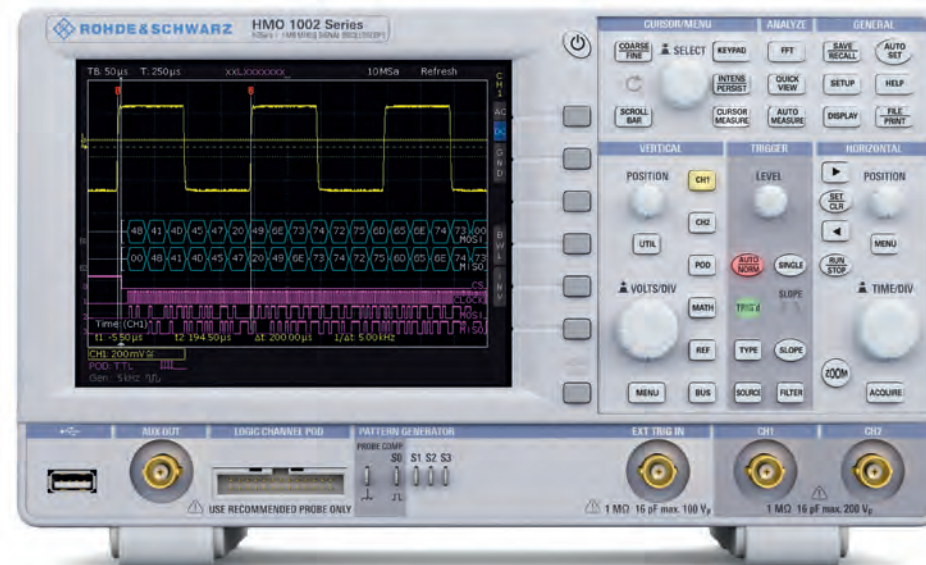 ROHDE&SCHWARZ
HMO 1002 Series
CURSOR/MENU
ANALYZE
GENERAL
COARSE
FINE
SELECT
KEYPAD
FFT
SAVE
RECALL
AUTO
SET
INTENS
PERSIST
QUICK
VIEW
SETUP
HELP
SCROLL
BAR
CURSOR
MEASURE
AUTO
MEASURE
DISPLAY
FILE
PRINT
TB: 50µs T: 250µs 10MSa Refresh
CH1
AC
DC
GND
48 41 4D 45 47 20 49 6E 73 74 72 75 6D 65 6E 74 73 00
MOSI
00 48 41 4D 45 47 20 49 6E 73 74 72 75 6D 65 6E 74 73
MISO
CS
CLOCK
MOSI
MISO
Time (CH1)
t1: -5.50µs t2: 194.50µs Δt: 200.00µs 1/Δt: 5.00kHz
CH1: 200mV
POD: TTL
Gen: 5kHz
VERTICAL
TRIGGER
HORIZONTAL
POSITION
CH1
LEVEL
POSITION
SET
CLR
CH2
UTIL
MENU
POD
AUTO
NORM
SINGLE
RUN
STOP
VOLTS/DIV
MATH
TRIG'd
SLOPE
TIME/DIV
REF
TYPE
SLOPE
ZOOM
MENU
BUS
SOURCE
FILTER
ACQUIRE
AUX OUT
LOGIC CHANNEL POD
PATTERN GENERATOR
EXT TRIG IN
CH1
CH2
PROBE COMP.
S0 S1 S2 S3
USE RECOMMENDED PROBE ONLY
1 MΩ 16 pF max. 100 Vp
1 MΩ 16 pF max. 200 Vp